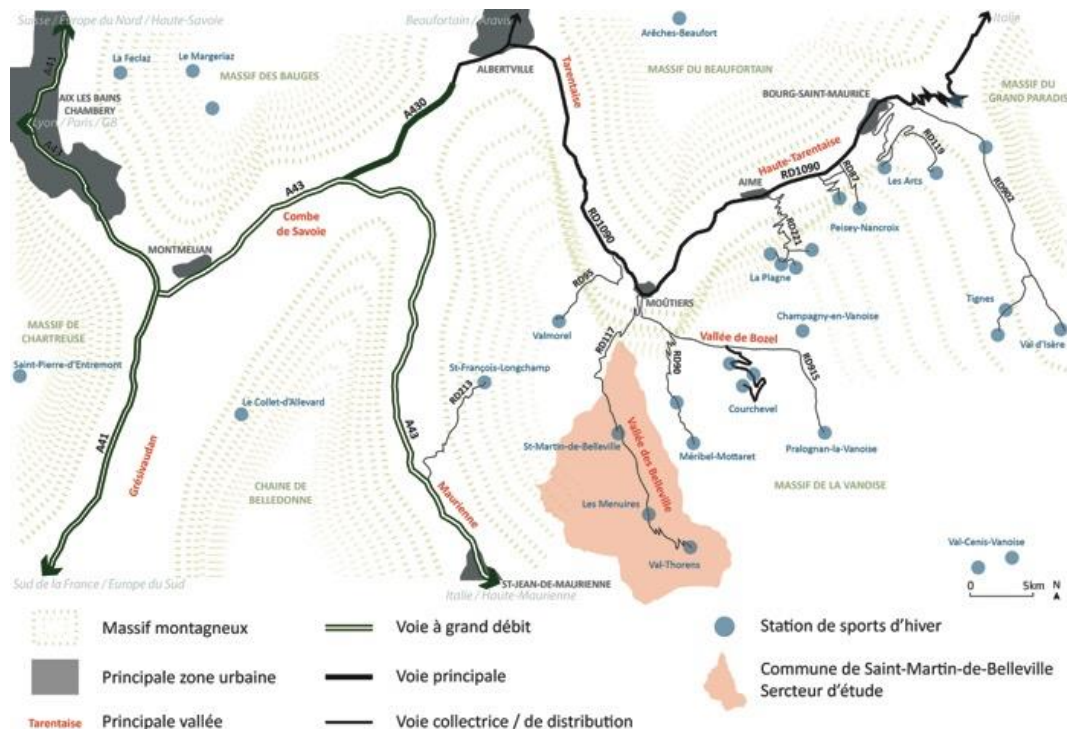 Suisse / Europe du Nord / Haute-Savoie
Beaufortain / Aravis
Italie
A41
La Féclaz
Le Margeriaz
Arêches-Beaufort
MASSIF DES BAUGES
ALBERTVILLE
Tarentaise
MASSIF DU BEAUFORTAIN
MASSIF DU
GRAND PARADIS
BOURG-SAINT-MAURICE
AIX LES BAINS
CHAMBERY
Lyon / Paris / GB
A43
A430
A43
Combe
de Savoie
MONTMELIAN
Haute-Tarentaise
RD1090
AIME
RD87
RD119
Les Arcs
RD902
Peisey-Nancroix
RD1090
RD221
La Plagne
MOÛTIERS
RD95
Valmorel
MASSIF DE
CHARTREUSE
Saint-Pierre-d'Entremont
Champagny-en-Vanoise
Tignes
Val d'Isère
Vallée de Bozel
RD117
RD90
RD915
Courchevel
St-François-Longchamp
RD213
Le Collet-d'Allevard
A41
A43
Grésivaudan
St-Martin-de-Belleville
Vallée des Belleville
Méribel-Mottaret
Pralognan-la-Vanoise
MASSIF DE LA VANOISE
CHAINE DE
BELLEDONNE
Maurienne
Les Menuires
Val-Thorens
Val-Cenis-Vanoise
Sud de la France / Europe du Sud
ST-JEAN-DE-MAURIENNE
Italie / Haute-Maurienne
0 5km N
Massif montagneux
Voie à grand débit
Station de sports d'hiver
Principale zone urbaine
Voie principale
Commune de Saint-Martin-de-Belleville
Sercteur d'étude
Tarentaise
Principale vallée
Voie collectrice / de distribution